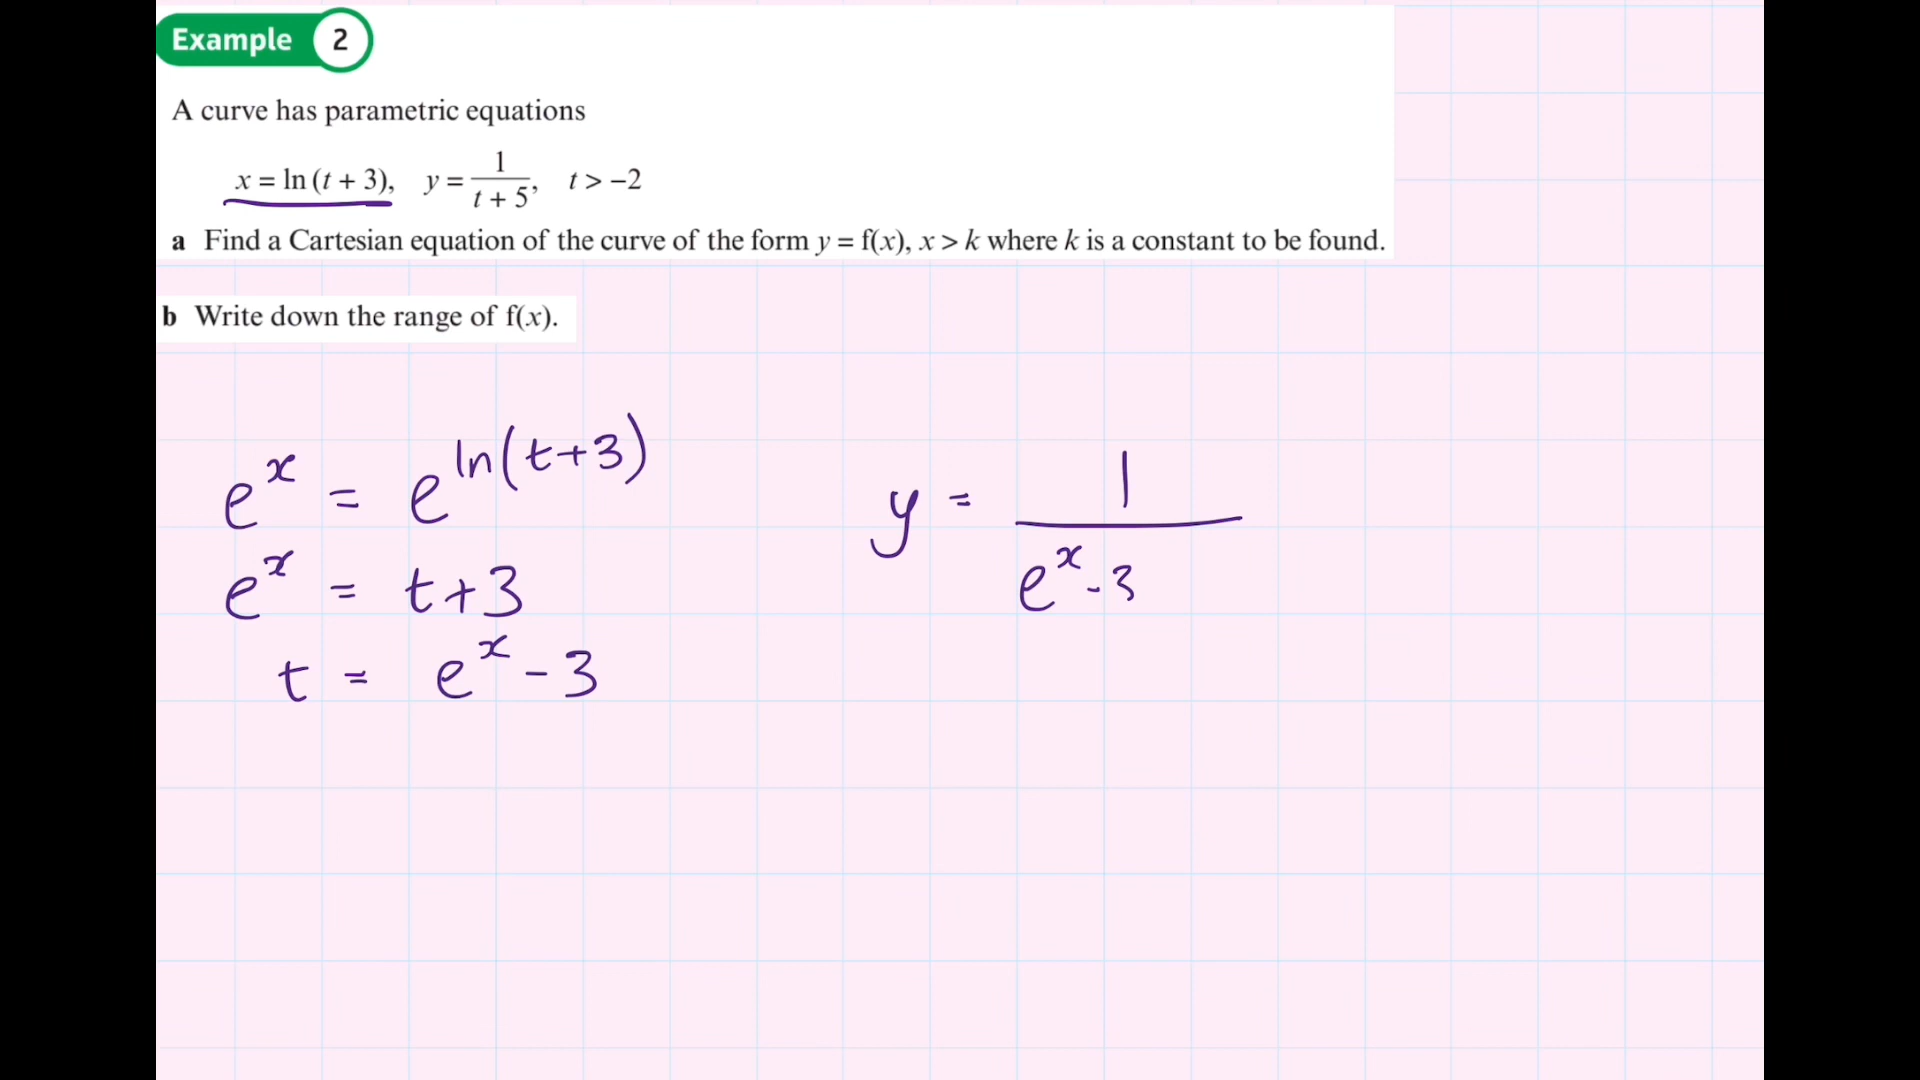 Example 2
A curve has parametric equations
x = ln (t + 3), y = 1/(t + 5), t > −2
a Find a Cartesian equation of the curve of the form y = f(x), x > k where k is a constant to be found.
b Write down the range of f(x).
e^x = e^ln(t+3)
e^x = t+3
t = e^x - 3
y = 1/(e^x - 3)